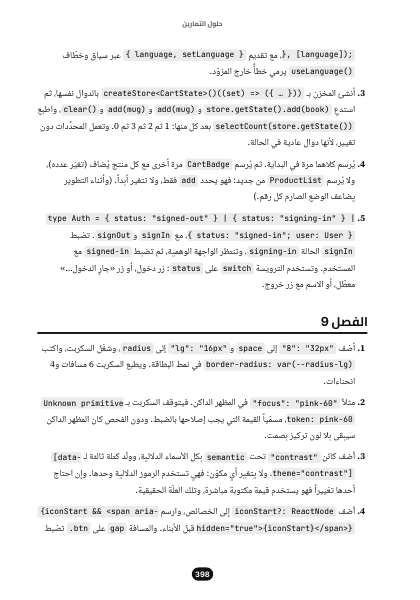 حلول التمارين
}, [language]);، مع تقديم { language, setLanguage } عبر سياق وخطّاف
useLanguage() يرمي خطأً خارج المزوّد.
3. أنشئ المخزن بـ createStore<CartState>()((set) => ({ … })) بالدوال نفسها، ثم
استدعِ store.getState().add(book) و add(mug) و add(mug) و clear() ، واطبع
selectCount(store.getState()) بعد كل منها: 1 ثم 2 ثم 3 ثم 0. وتعمل المحدّدات دون
تغيير، لأنها دوال عادية في الحالة.
4. يُرسم كلاهما مرة في البداية. ثم يُرسم CartBadge مرة أخرى مع كل منتج يُضاف (تغيّر عدده)،
ولا يُرسم ProductList من جديد: فهو يحدد add فقط، ولا تتغير أبداً. (وأثناء التطوير
يضاعف الوضع الصارم كل رقم.)
5. type Auth = { status: "signed-out" } | { status: "signing-in" } |
{ status: "signed-in"; user: User }، مع signIn و signOut . تضبط
signIn الحالة signing-in ، وتنتظر الواجهة الوهمية، ثم تضبط signed-in مع
المستخدم. وتستخدم الترويسة switch على status : زر دخول، أو زر «جارٍ الدخول...»
معطّل، أو الاسم مع زر خروج.
الفصل 9
1. أضف "8": "32px" إلى space و "lg": "16px" إلى radius ، وشغّل السكربت، واكتب
border-radius: var(--radius-lg) في نمط البطاقة. ويطبع السكربت 6 مسافات و4
انحناءات.
2. مثلاً "focus": "pink-60" في المظهر الداكن. فيتوقف السكربت بـ Unknown primitive
token: pink-60، مسمّياً القيمة التي يجب إصلاحها بالضبط. ودون الفحص كان المظهر الداكن
سيبقى بلا لون تركيز بصمت.
3. أضف كائن "contrast" تحت semantic بكل الأسماء الدلالية، وولّد كتلة ثالثة لـ [data-
theme="contrast"]. ولا يتغير أي مكوّن: فهي تستخدم الرموز الدلالية وحدها. وإن احتاج
أحدها تغييراً فهو يستخدم قيمة مكتوبة مباشرة، وتلك العلّة الحقيقية.
4. أضف iconStart?: ReactNode إلى الخصائص، وارسم {iconStart && <span aria-
hidden="true">{iconStart}</span>} قبل الأبناء. والمسافة gap على .btn تضبط
398